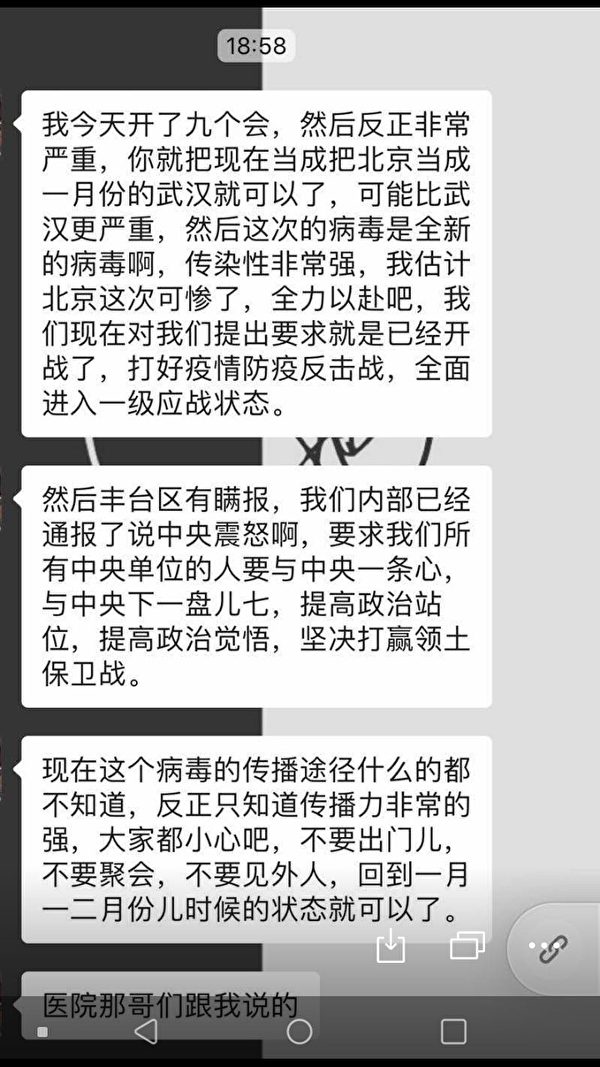 18:58
我今天开了九个会，然后反正非常
严重，你就把现在当成把北京当成
一月份的武汉就可以了，可能比武
汉更严重，然后这次的病毒是全新
的病毒啊，传染性非常强，我估计
北京这次可惨了，全力以赴吧，我
们现在对我们提出要求就是已经开
战了，打好疫情防疫反击战，全面
进入一级应战状态。
然后丰台区有瞒报，我们内部已经
通报了说中央震怒啊，要求我们所
有中央单位的人要与中央一条心，
与中央下一盘儿七，提高政治站
位，提高政治觉悟，坚决打赢领土
保卫战。
现在这个病毒的传播途径什么的都
不知道，反正只知道传播力非常的
强，大家都小心吧，不要出门儿，
不要聚会，不要见外人，回到一月
一二月份儿时候的状态就可以了。
医院那哥们跟我说的